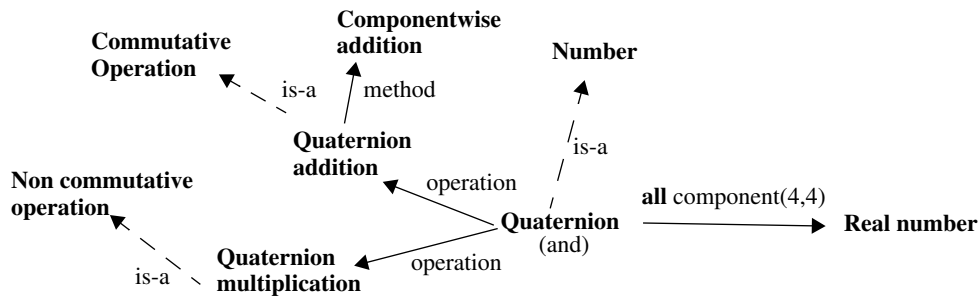 Componentwise
addition
Commutative
Operation
Number
is-a
method
Quaternion
addition
is-a
Non commutative
operation
operation
all component(4,4)
Quaternion
(and)
Real number
Quaternion
multiplication
operation
is-a